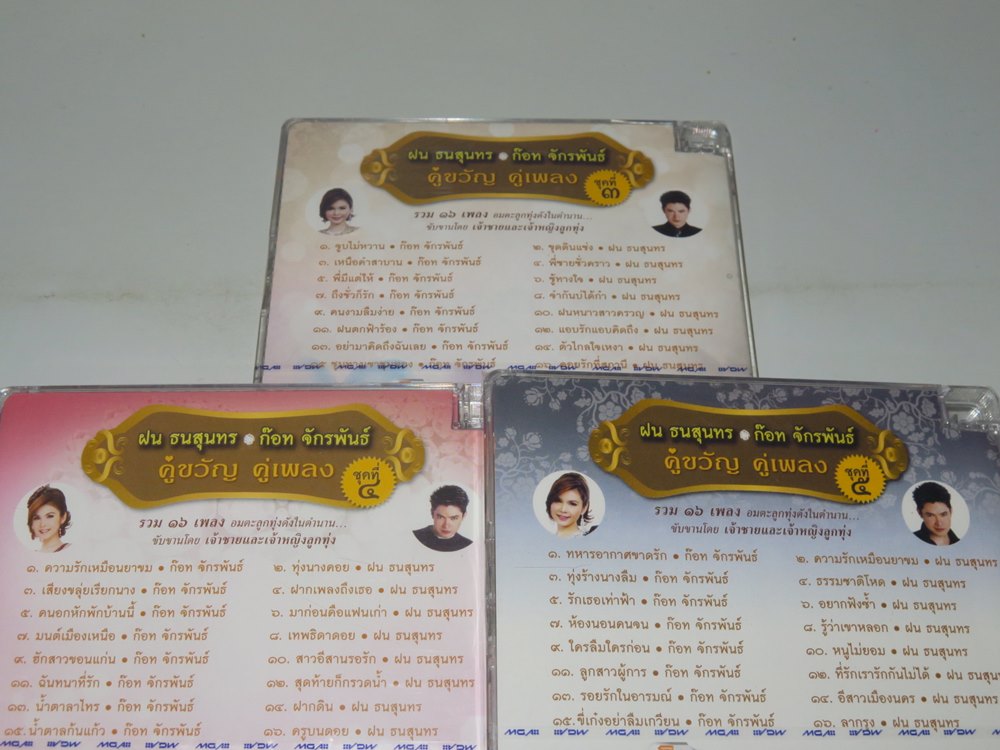 ฝน ธนสุนทร ก๊อท จักรพันธ์
คู่ขวัญ คู่เพลง ชุดที่ ๓
รวม ๑๖ เพลง อมตะลูกทุ่งดังในตำนาน...
ขับขานโดย เจ้าชายและเจ้าหญิงลูกทุ่ง
๑. จูบไม่หวาน • ก๊อท จักรพันธ์
๒. ขุดดินแช่ง • ฝน ธนสุนทร
๓. เหนือคำสาบาน • ก๊อท จักรพันธ์
๔. พี่ชายชั่วคราว • ฝน ธนสุนทร
๕. พี่มีแต่ให้ • ก๊อท จักรพันธ์
๖. ชู้ทางใจ • ฝน ธนสุนทร
๗. ถึงชั่วก็รัก • ก๊อท จักรพันธ์
๘. ซำกันบ่ได้ก๋า • ฝน ธนสุนทร
๙. คนงามลืมง่าย • ก๊อท จักรพันธ์
๑๐. ฝนหนาวสาวครวญ • ฝน ธนสุนทร
๑๑. ฝนตกฟ้าร้อง • ก๊อท จักรพันธ์
๑๒. แอบรักแอบคิดถึง • ฝน ธนสุนทร
๑๓. อย่ามาคิดถึงฉันเลย • ก๊อท จักรพันธ์
๑๔. ตัวไกลใจเหงา • ฝน ธนสุนทร
• ก๊อท จักรพันธ์
• ฝน ธนสุนทร
ฝน ธนสุนทร ก๊อท จักรพันธ์
คู่ขวัญ คู่เพลง ชุดที่ ๔
รวม ๑๖ เพลง อมตะลูกทุ่งดังในตำนาน...
ขับขานโดย เจ้าชายและเจ้าหญิงลูกทุ่ง
๑. ความรักเหมือนยาขม • ก๊อท จักรพันธ์
๒. ทุ่งนางคอย • ฝน ธนสุนทร
๓. เสียงขลุ่ยเรียกนาง • ก๊อท จักรพันธ์
๔. ฝากเพลงถึงเธอ • ฝน ธนสุนทร
๕. คนอกหักพักบ้านนี้ • ก๊อท จักรพันธ์
๖. มาก่อนคือแฟนเก่า • ฝน ธนสุนทร
๗. มนต์เมืองเหนือ • ก๊อท จักรพันธ์
๘. เทพธิดาดอย • ฝน ธนสุนทร
๙. ฮักสาวขอนแก่น • ก๊อท จักรพันธ์
๑๐. สาวอีสานรอรัก • ฝน ธนสุนทร
๑๑. ฉันทนาที่รัก • ก๊อท จักรพันธ์
๑๒. สุดท้ายก็กรวดน้ำ • ฝน ธนสุนทร
๑๓. น้ำตาลาไทร • ก๊อท จักรพันธ์
๑๔. ฝากดิน • ฝน ธนสุนทร
๑๕. น้ำตาลก้นแก้ว • ก๊อท จักรพันธ์
๑๖. ครูบนดอย • ฝน ธนสุนทร
ฝน ธนสุนทร ก๊อท จักรพันธ์
คู่ขวัญ คู่เพลง ชุดที่ ๕
รวม ๑๖ เพลง อมตะลูกทุ่งดังในตำนาน...
ขับขานโดย เจ้าชายและเจ้าหญิงลูกทุ่ง
๑. ทหารอากาศขาดรัก • ก๊อท จักรพันธ์
๒. ความรักเหมือนยาขม • ฝน ธนสุนทร
๓. ทุ่งร้างนางลืม • ก๊อท จักรพันธ์
๔. ธรรมชาติโหด • ฝน ธนสุนทร
๕. รักเธอเท่าฟ้า • ก๊อท จักรพันธ์
๖. อยากฟังซ้ำ • ฝน ธนสุนทร
๗. ห้องนอนคนจน • ก๊อท จักรพันธ์
๘. รู้ว่าเขาหลอก • ฝน ธนสุนทร
๙. ใครลืมใครก่อน • ก๊อท จักรพันธ์
๑๐. หนูไม่ยอม • ฝน ธนสุนทร
๑๑. ลูกสาวผู้การ • ก๊อท จักรพันธ์
๑๒. ที่รักเรารักกันไม่ได้ • ฝน ธนสุนทร
๑๓. รอยรักในอารมณ์ • ก๊อท จักรพันธ์
๑๔. อีสาวเมืองนคร • ฝน ธนสุนทร
๑๕. ขี่เก๋งอย่าลืมเกวียน • ก๊อท จักรพันธ์
๑๖. ลากรุง • ฝน ธนสุนทร